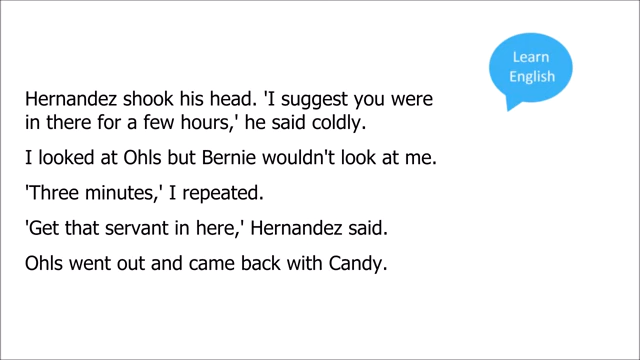 Learn
English
Hernandez shook his head. 'I suggest you were
in there for a few hours,' he said coldly.
I looked at Ohls but Bernie wouldn't look at me.
'Three minutes,' I repeated.
'Get that servant in here,' Hernandez said.
Ohls went out and came back with Candy.